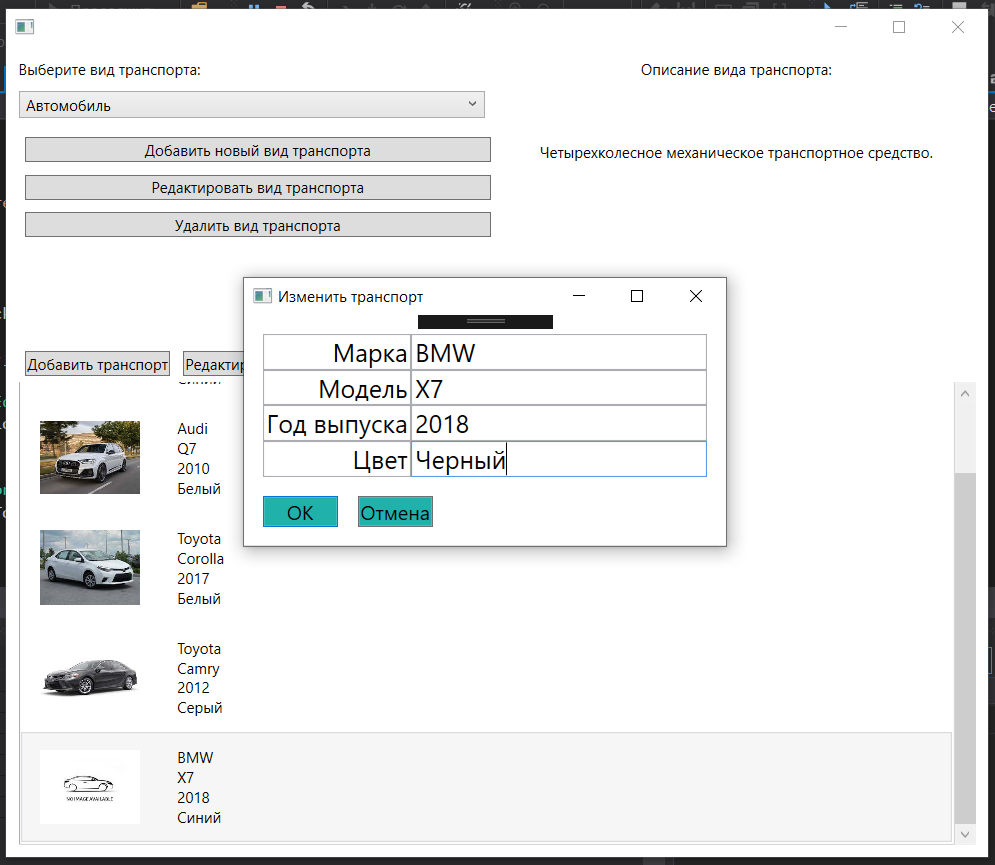 Выберите вид транспорта:
Описание вида транспорта:
Автомобиль
Добавить новый вид транспорта
Четырехколесное механическое транспортное средство.
Редактировать вид транспорта
Удалить вид транспорта
Изменить транспорт
Марка BMW
Модель X7
Год выпуска 2018
Цвет Черный
OK Отмена
Добавить транспорт
Редактир
Синий
Audi
Q7
2010
Белый
Toyota
Corolla
2017
Белый
Toyota
Camry
2012
Серый
NO IMAGE AVAILABLE
BMW
X7
2018
Синий